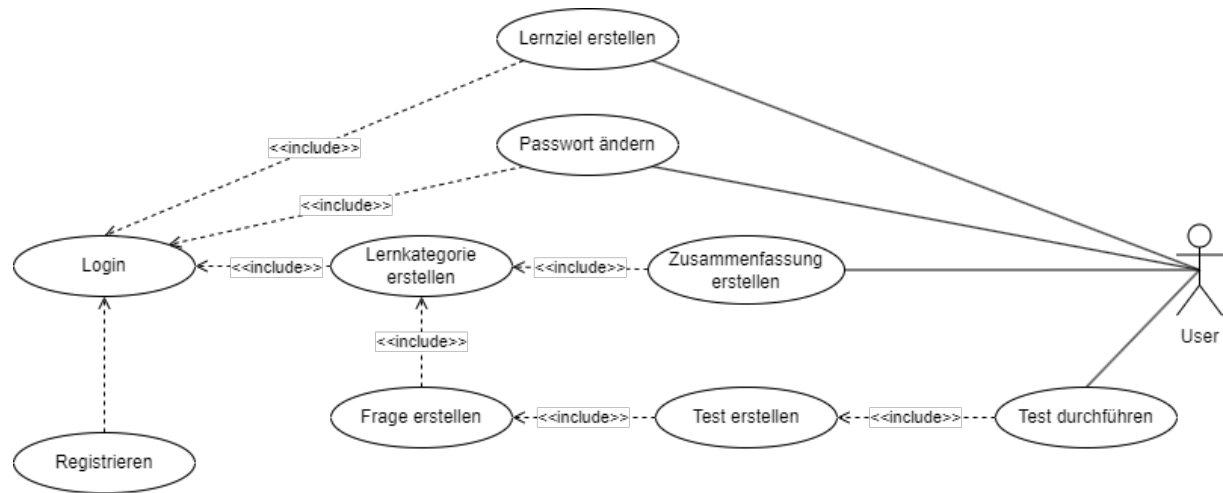 Lernziel erstellen
<<include>>
Passwort ändern
<<include>>
Login
<<include>>
Lernkategorie
erstellen
<<include>>
Zusammenfassung
erstellen
User
<<include>>
Frage erstellen
<<include>>
Test erstellen
<<include>>
Test durchführen
Registrieren